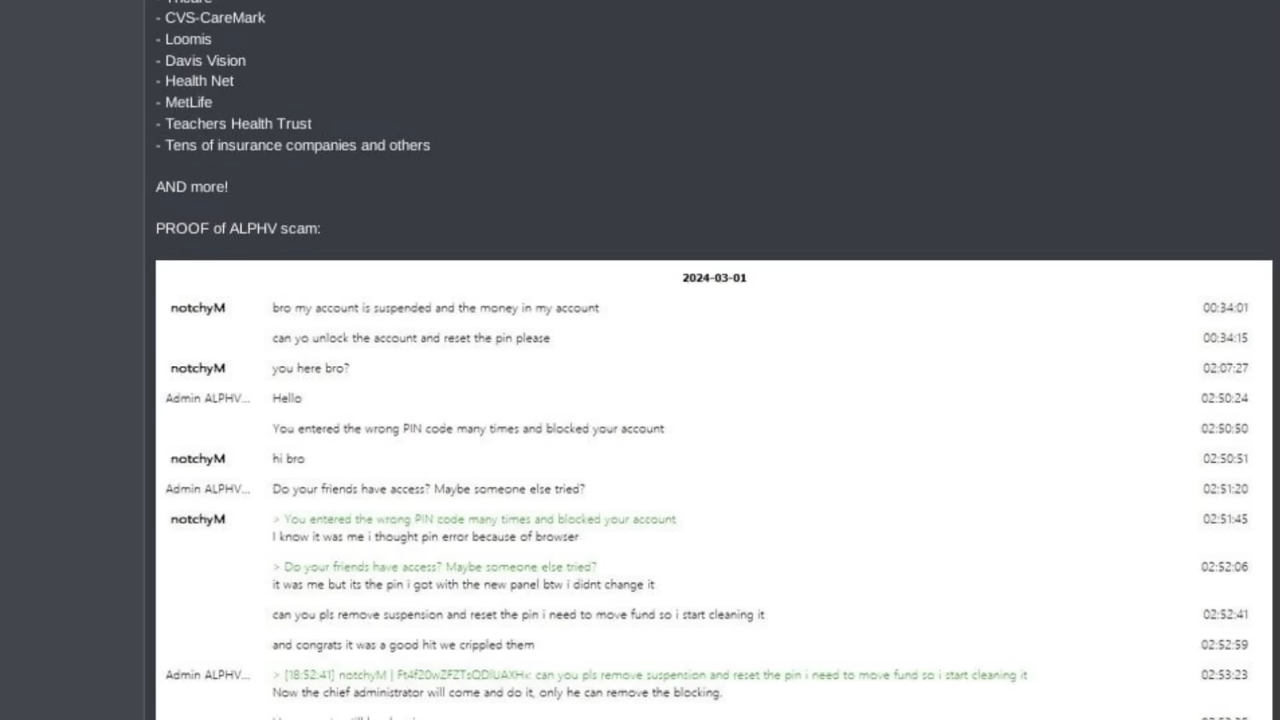 - CVS-CareMark
- Loomis
- Davis Vision
- Health Net
- MetLife
- Teachers Health Trust
- Tens of insurance companies and others
AND more!
PROOF of ALPHV scam:
2024-03-01
notchyM bro my account is suspended and the money in my account 00:34:01
can yo unlock the account and reset the pin please 00:34:15
notchyM you here bro? 02:07:27
Admin ALPHV... Hello 02:50:24
You entered the wrong PIN code many times and blocked your account 02:50:50
notchyM hi bro 02:50:51
Admin ALPHV... Do your friends have access? Maybe someone else tried? 02:51:20
notchyM > You entered the wrong PIN code many times and blocked your account 02:51:45
I know it was me i thought pin error because of browser
> Do your friends have access? Maybe someone else tried? 02:52:06
it was me but its the pin i got with the new panel btw i didnt change it
can you pls remove suspension and reset the pin i need to move fund so i start cleaning it 02:52:41
and congrats it was a good hit we crippled them 02:52:59
Admin ALPHV... > [18:52:41] notchyM | can you pls remove suspension and reset the pin i need to move fund so i start cleaning it 02:53:23
Now the chief administrator will come and do it, only he can remove the blocking.